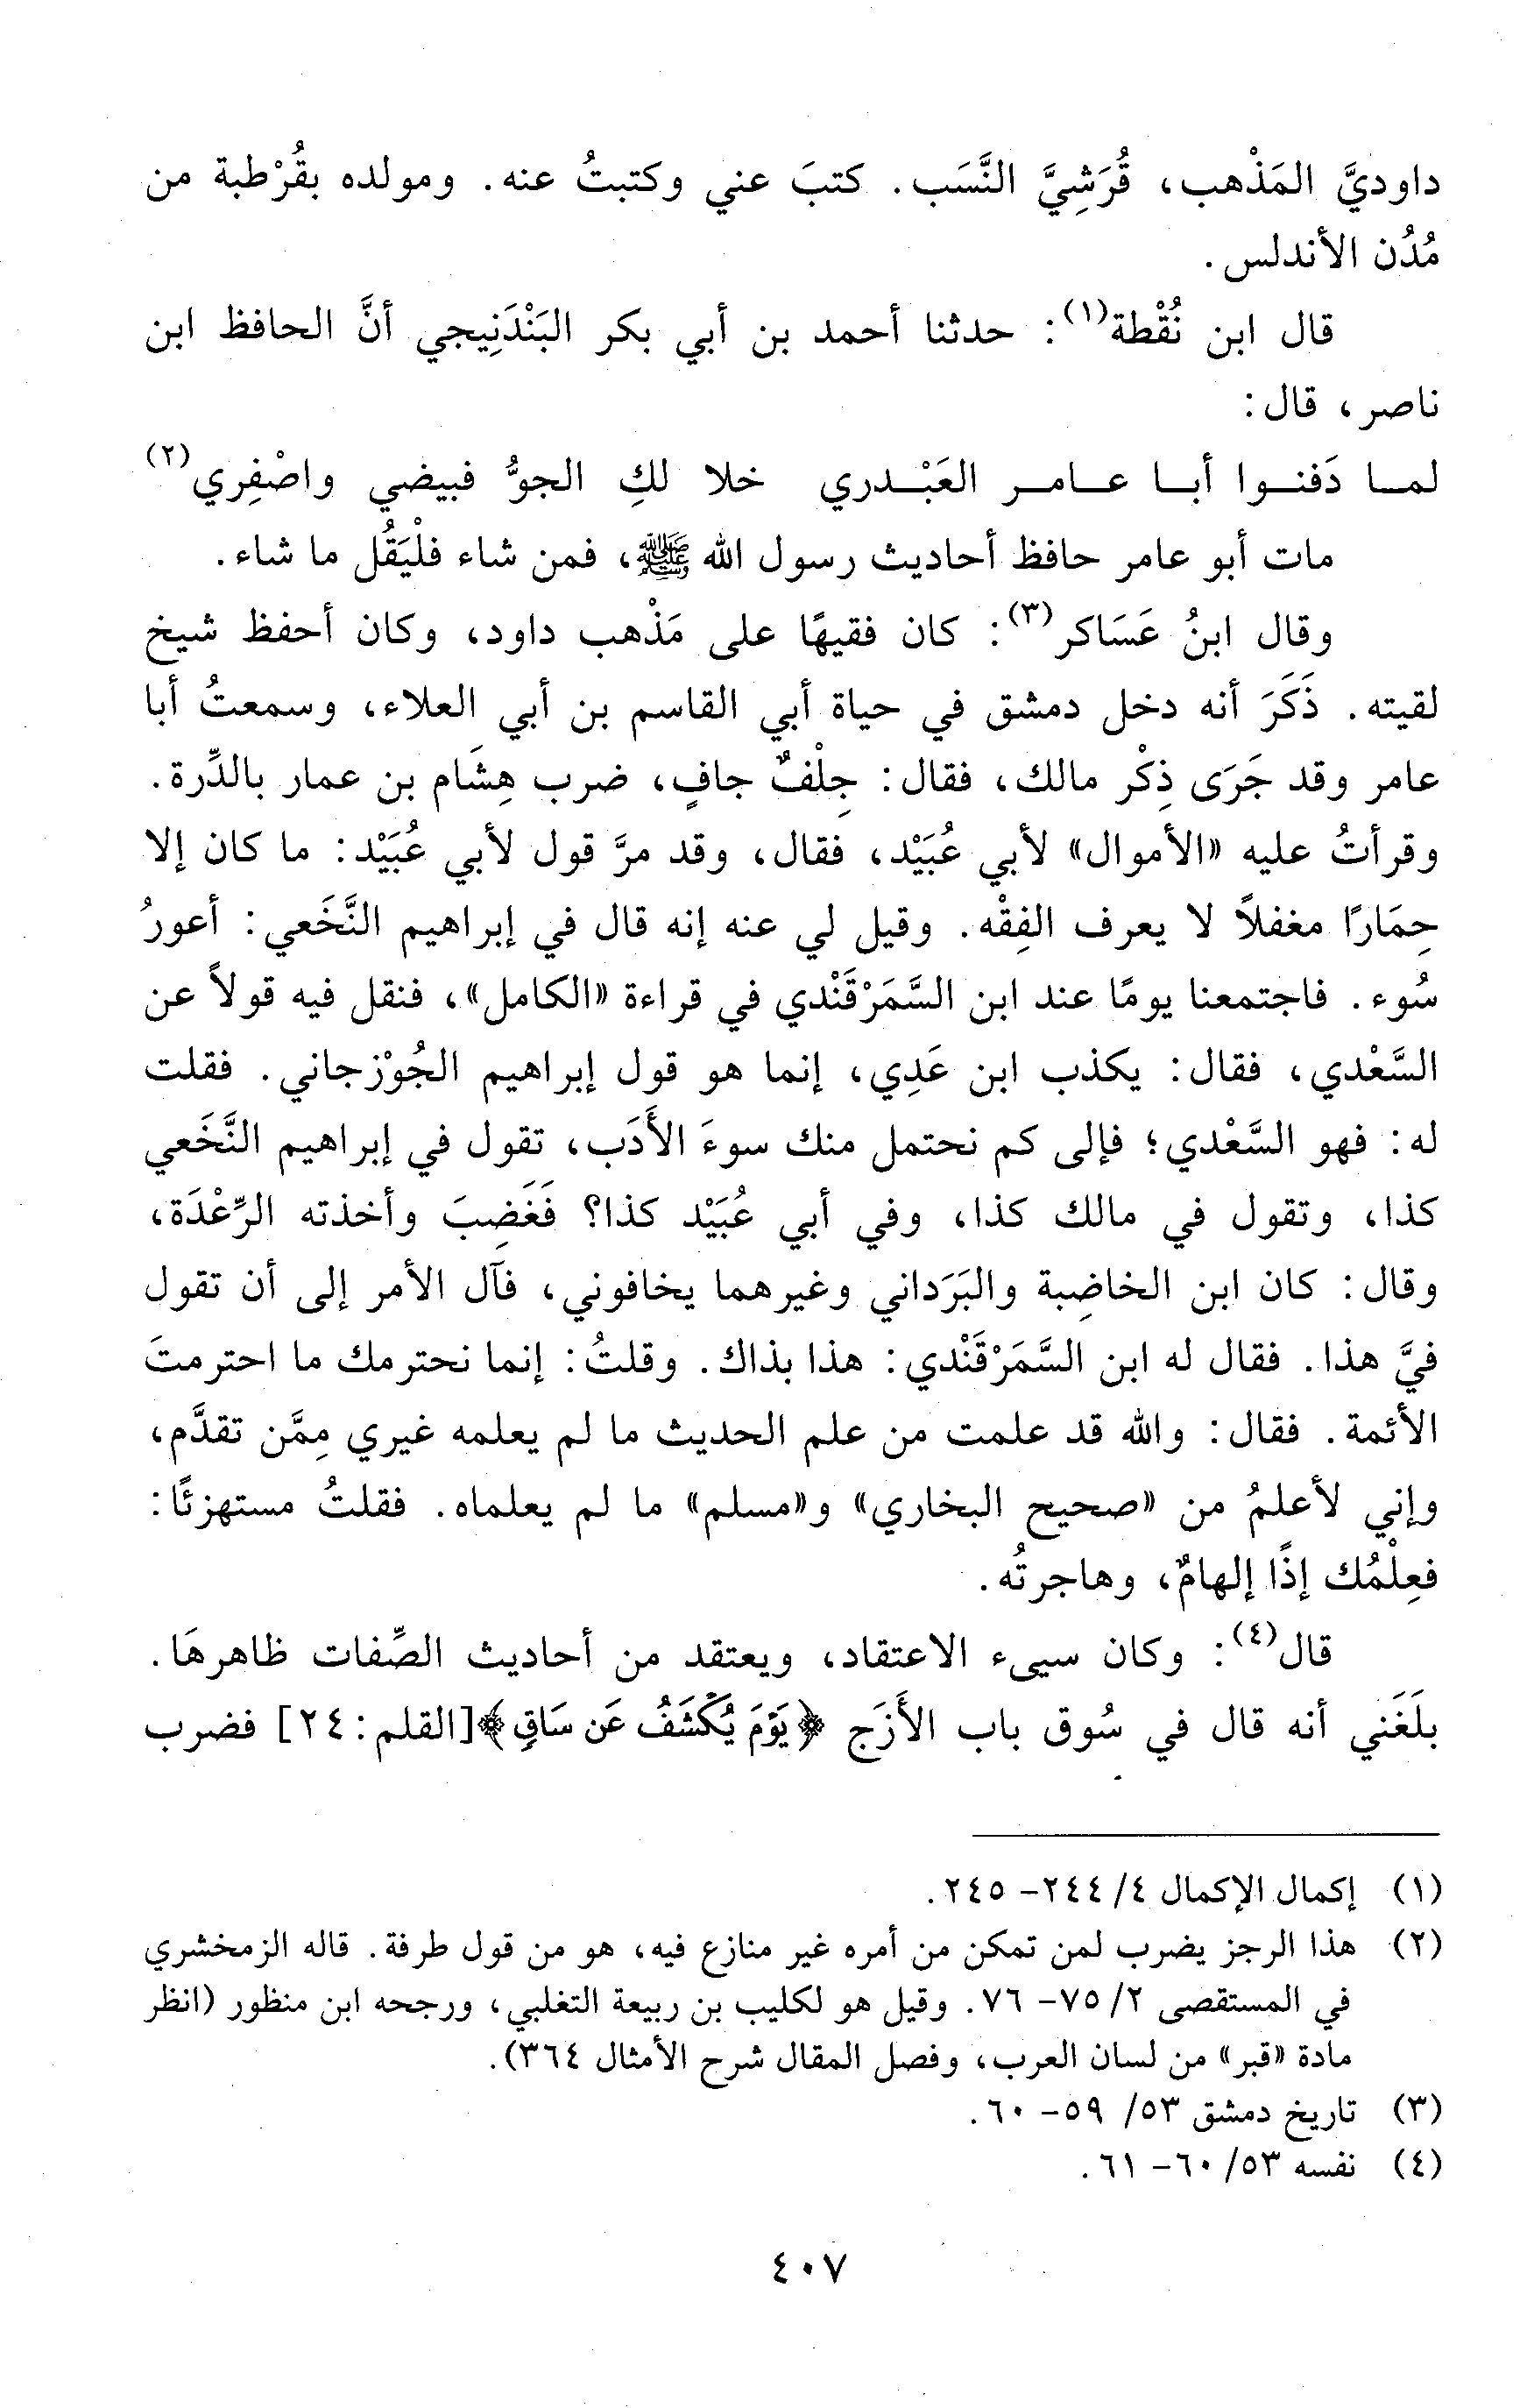 داوديَّ المَذْهب، قُرَشِيَّ النَّسَب. كتبَ عني وكتبتُ عنه. ومولده بقُرْطبة من
مُدُن الأندلس.
قال ابن نُقْطة(١): حدثنا أحمد بن أبي بكر البَنْدَنِيجي أنَّ الحافظ ابن
ناصر، قال:
لمـا دَفنـوا أبـا عـامـر العَبْـدري خلا لكِ الجوُّ فبيضي واصْفِري(٢)
مات أبو عامر حافظ أحاديث رسول الله ﷺ، فمن شاء فلْيَقُل ما شاء.
وقال ابنُ عَسَاكر(٣): كان فقيهًا على مَذْهب داود، وكان أحفظ شيخ
لقيته. ذَكَرَ أنه دخل دمشق في حياة أبي القاسم بن أبي العلاء، وسمعتُ أبا
عامر وقد جَرَى ذِكْر مالك، فقال: جِلْفٌ جافٍ، ضرب هِشَام بن عمار بالدِّرة.
وقرأتُ عليه «الأموال» لأبي عُبَيْد، فقال، وقد مرَّ قول لأبي عُبَيْد: ما كان إلا
حِمَارًا مغفلاً لا يعرف الفِقْه. وقيل لي عنه إنه قال في إبراهيم النَّخَعي: أعورُ
سُوء. فاجتمعنا يومًا عند ابن السَّمَرْقَنْدي في قراءة «الكامل»، فنقل فيه قولاً عن
السَّعْدي، فقال: يكذب ابن عَدِي، إنما هو قول إبراهيم الجُوْزجاني. فقلت
له: فهو السَّعْدي؛ فإلى كم نحتمل منك سوءَ الأَدَب، تقول في إبراهيم النَّخَعي
كذا، وتقول في مالك كذا، وفي أبي عُبَيْد كذا؟ فَغَضِبَ وأخذته الرِّعْدَة،
وقال: كان ابن الخاضِبة والبَرَداني وغيرهما يخافوني، فآل الأمر إلى أن تقول
فيَّ هذا. فقال له ابن السَّمَرْقَنْدي: هذا بذاك. وقلتُ: إنما نحترمك ما احترمتَ
الأئمة. فقال: والله قد علمت من علم الحديث ما لم يعلمه غيري مِمَّن تقدَّم،
وإني لأعلمُ من «صحيح البخاري» و«مسلم» ما لم يعلماه. فقلتُ مستهزئًا:
فعِلْمُك إذًا إلهامٌ، وهاجرتُه.
قال(٤): وكان سيىء الاعتقاد، ويعتقد من أحاديث الصِّفات ظاهرهَا.
بلَغَني أنه قال في سُوق باب الأَزَج ﴿يَوْمَ يُكْشَفُ عَن سَاقٍ﴾[القلم: ٢٤] فضرب
(١) إكمال الإكمال ٤/ ٢٤٤- ٢٤٥.
(٢) هذا الرجز يضرب لمن تمكن من أمره غير منازع فيه، هو من قول طرفة. قاله الزمخشري
في المستقصى ٢/ ٧٥- ٧٦. وقيل هو لكليب بن ربيعة التغلبي، ورجحه ابن منظور (انظر
مادة «قبر» من لسان العرب، وفصل المقال شرح الأمثال ٣٦٤).
(٣) تاريخ دمشق ٥٣/ ٥٩- ٦٠.
(٤) نفسه ٥٣/ ٦٠- ٦١.
٤٠٧